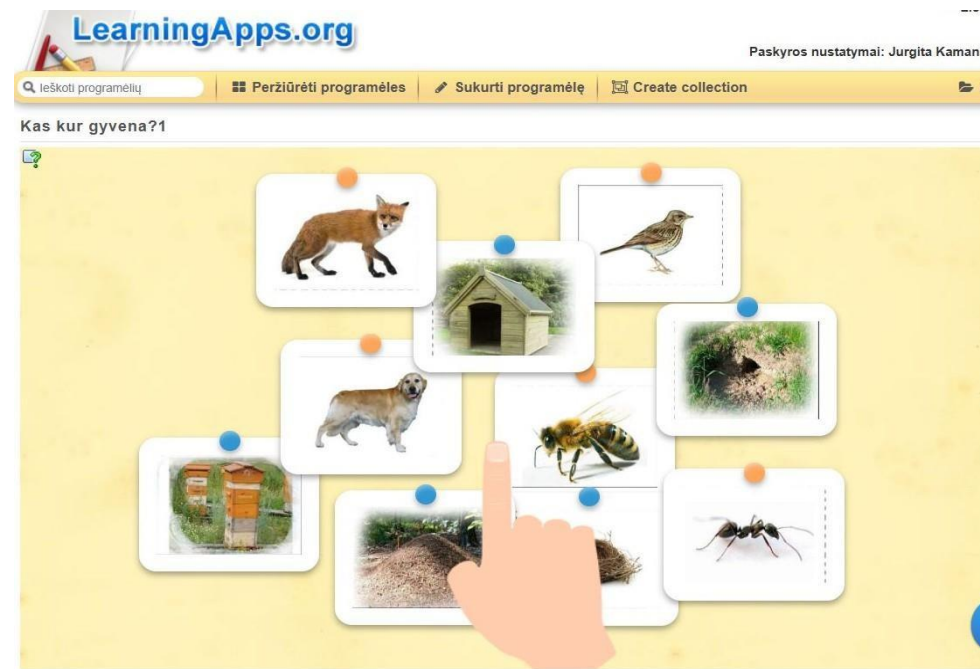 LearningApps.org
Paskyros nustatymai: Jurgita Kaman
Ieškoti programėlių
Peržiūrėti programėles
Sukurti programėlę
Create collection
Kas kur gyvena?1